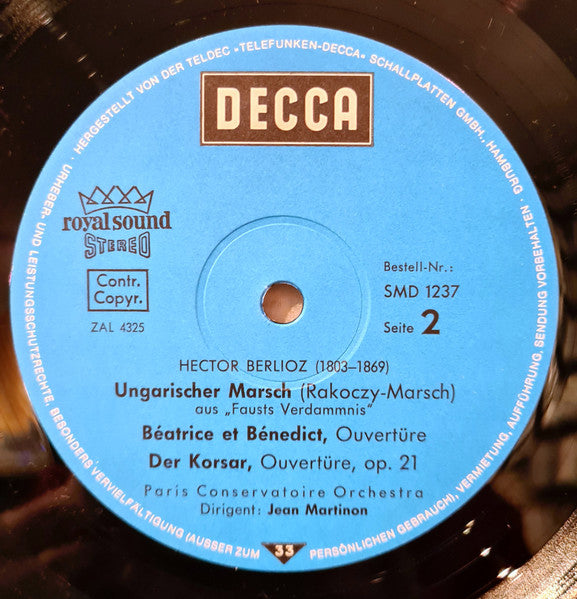 · HERGESTELLT VON DER TELDEC »TELEFUNKEN-DECCA« SCHALLPLATTEN GMBH., HAMBURG ·
URHEBER- UND LEISTUNGSSCHUTZRECHTE, BESONDERS VERVIELFÄLTIGUNG (AUSSER ZUM PERSÖNLICHEN GEBRAUCH), VERMIETUNG, AUFFÜHRUNG, SENDUNG VORBEHALTEN
DECCA
royal sound
STEREO
Contr.
Copyr.
ZAL 4325
Bestell-Nr.:
SMD 1237
Seite 2
HECTOR BERLIOZ (1803–1869)
Ungarischer Marsch (Rakoczy-Marsch)
aus „Fausts Verdammnis“
Béatrice et Bénedict, Ouvertüre
Der Korsar, Ouvertüre, op. 21
Paris Conservatoire Orchestra
Dirigent: Jean Martinon
33